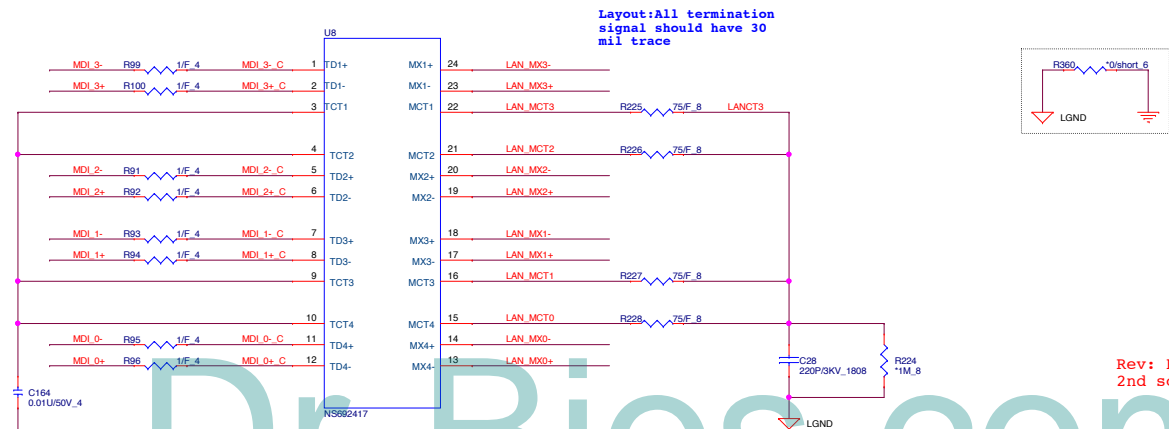 Layout:All termination
signal should have 30
mil trace
U8
R360 *0/short_6
LGND
MDI_3- R99 1/F_4 MDI_3-_C 1 TD1+ MX1+ 24 LAN_MX3-
MDI_3+ R100 1/F_4 MDI_3+_C 2 TD1- MX1- 23 LAN_MX3+
3 TCT1 MCT1 22 LAN_MCT3 R225 75/F_8 LANCT3
4 TCT2 MCT2 21 LAN_MCT2 R226 75/F_8
MDI_2- R91 1/F_4 MDI_2-_C 5 TD2+ MX2+ 20 LAN_MX2-
MDI_2+ R92 1/F_4 MDI_2+_C 6 TD2- MX2- 19 LAN_MX2+
MDI_1- R93 1/F_4 MDI_1-_C 7 TD3+ MX3+ 18 LAN_MX1-
MDI_1+ R94 1/F_4 MDI_1+_C 8 TD3- MX3- 17 LAN_MX1+
9 TCT3 MCT3 16 LAN_MCT1 R227 75/F_8
10 TCT4 MCT4 15 LAN_MCT0 R228 75/F_8
MDI_0- R95 1/F_4 MDI_0-_C 11 TD4+ MX4+ 14 LAN_MX0-
MDI_0+ R96 1/F_4 MDI_0+_C 12 TD4- MX4- 13 LAN_MX0+
C28
220P/3KV_1808
R224
*1M_8
Rev:
2nd
C164
0.01U/50V_4
NS692417
LGND
Dr-Bios.com